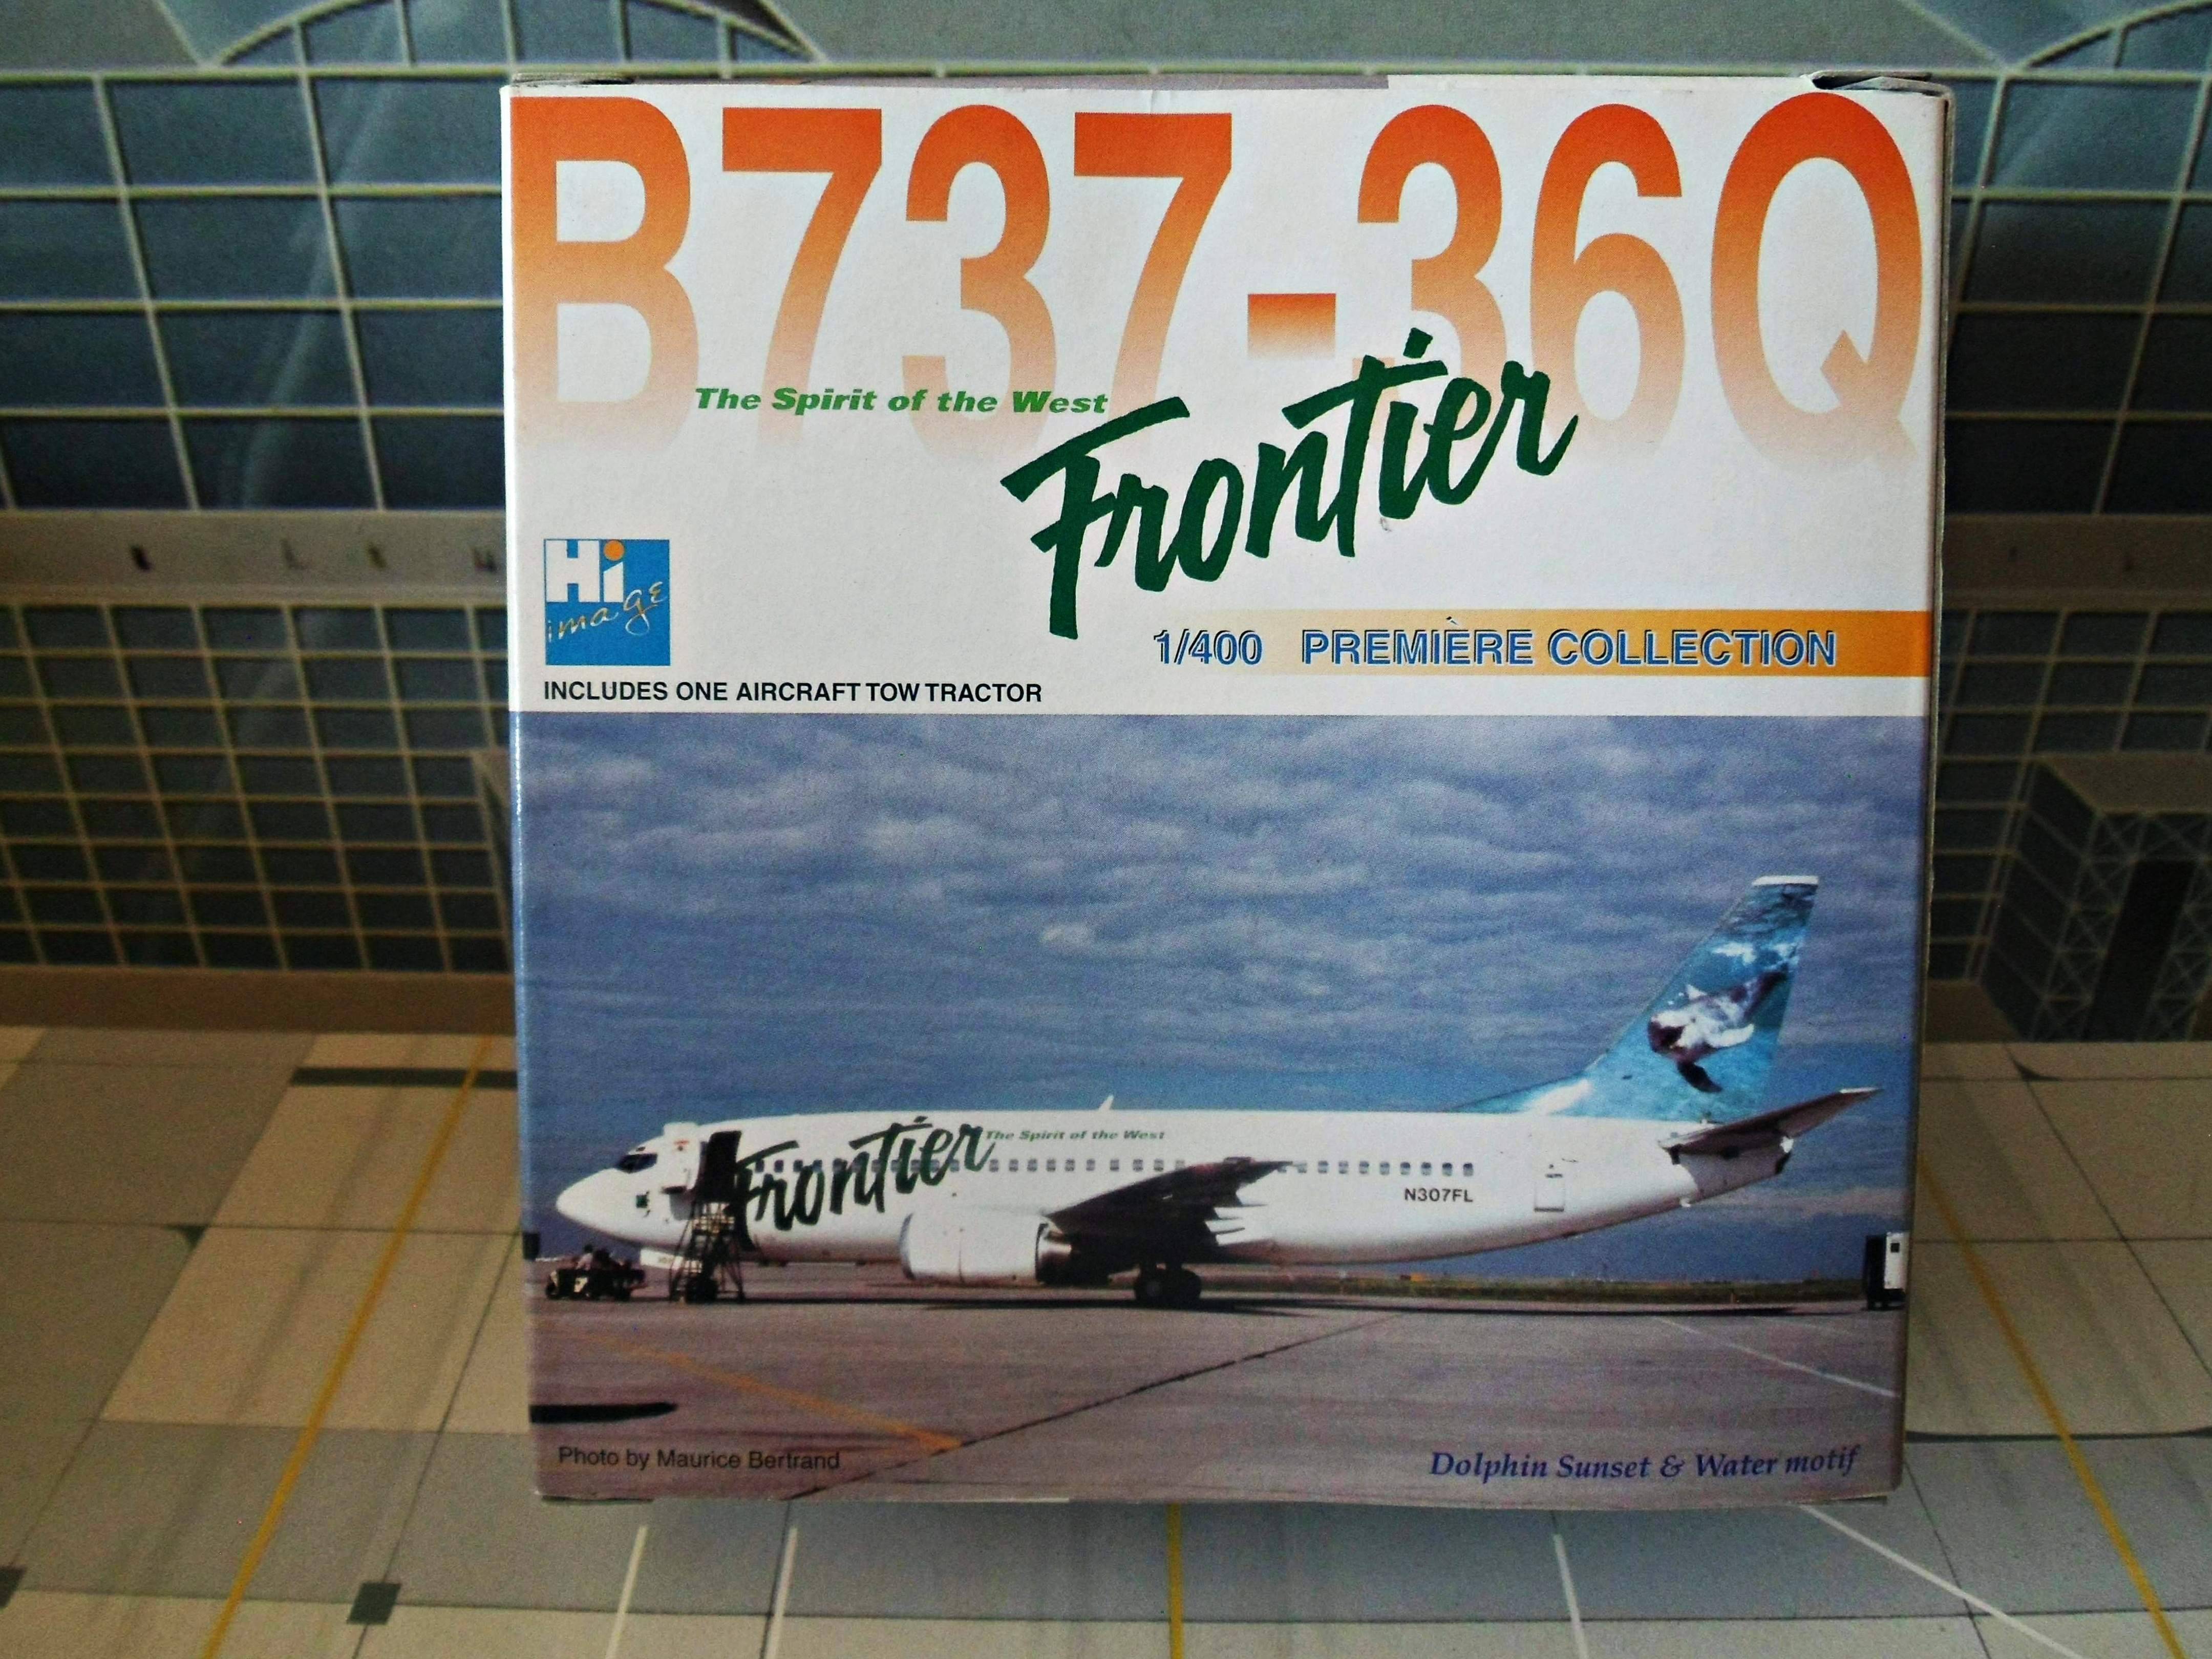 B737-36Q
The Spirit of the West
Frontier
Hi
image
1/400 PREMIÈRE COLLECTION
INCLUDES ONE AIRCRAFT TOW TRACTOR
Frontier The Spirit of the West
N307FL
Photo by Maurice Bertrand
Dolphin Sunset & Water motif